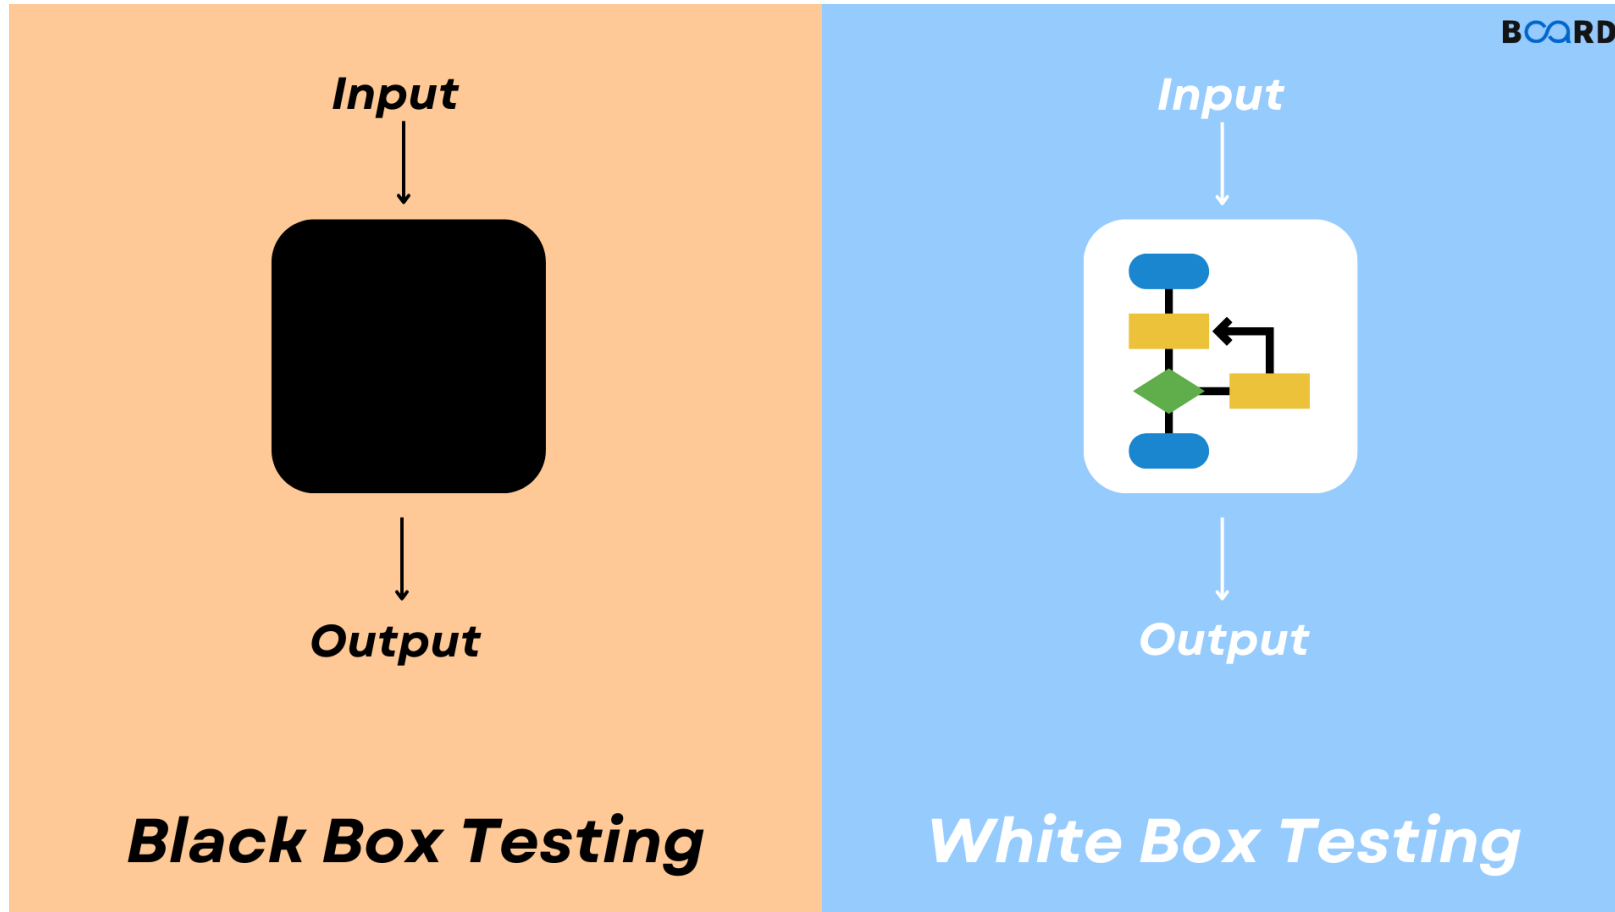 BOARD
Input
Input
Output
Output
Black Box Testing
White Box Testing